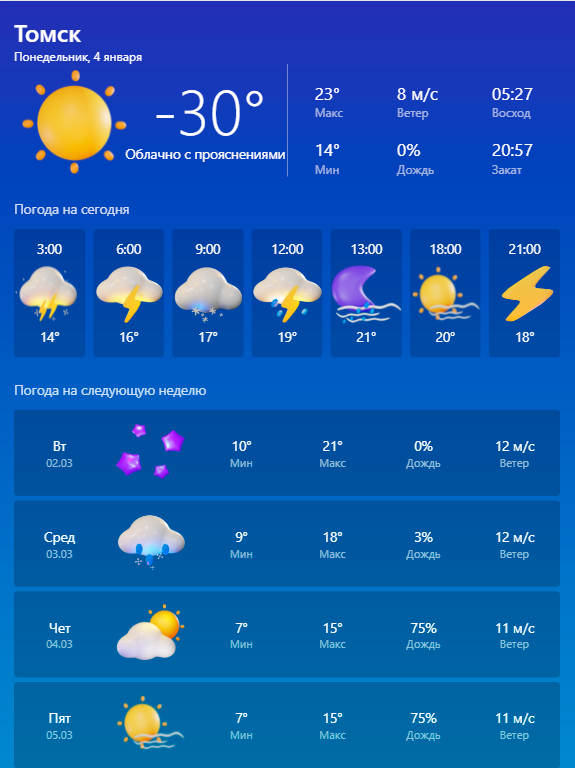 Томск
Понедельник, 4 января
-30°
Облачно с прояснениями
23° 8 м/с 05:27
Макс Ветер Восход
14° 0% 20:57
Мин Дождь Закат
Погода на сегодня
3:00 6:00 9:00 12:00 13:00 18:00 21:00
14° 16° 17° 19° 21° 20° 18°
Погода на следующую неделю
Вт 10° 21° 0% 12 м/с
02.03 Мин Макс Дождь Ветер
Сред 9° 18° 3% 12 м/с
03.03 Мин Макс Дождь Ветер
Чет 7° 15° 75% 11 м/с
04.03 Мин Макс Дождь Ветер
Пят 7° 15° 75% 11 м/с
05.03 Мин Макс Дождь Ветер